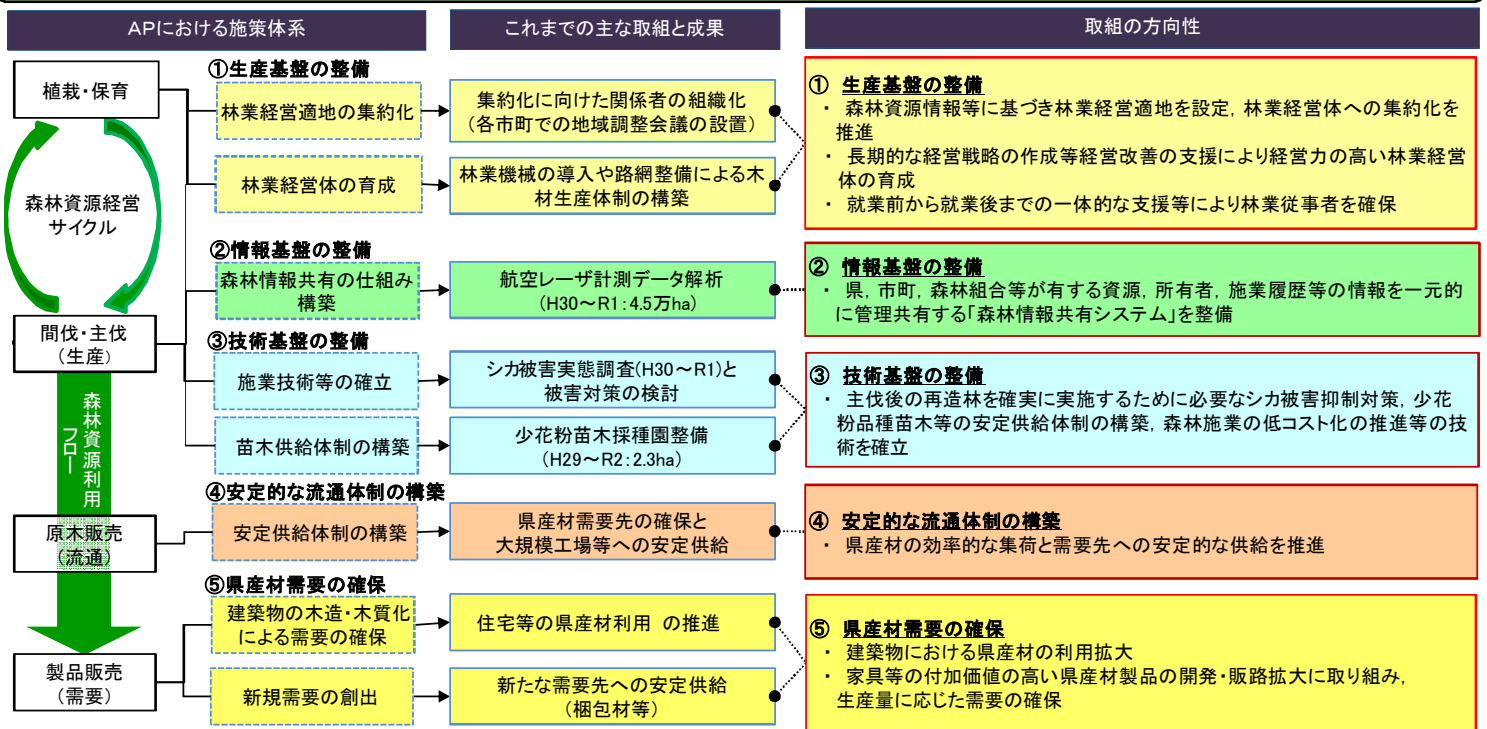 APにおける施策体系
これまでの主な取組と成果
取組の方向性
植栽・保育
森林資源経営
サイクル
間伐・主伐
(生産)
森林資源利用
フロー
原木販売
(流通)
製品販売
(需要)
①生産基盤の整備
林業経営適地の集約化
集約化に向けた関係者の組織化
(各市町での地域調整会議の設置)
林業経営体の育成
林業機械の導入や路網整備による木
材生産体制の構築
① 生産基盤の整備
・ 森林資源情報等に基づき林業経営適地を設定，林業経営体への集約化を
推進
・ 長期的な経営戦略の作成等経営改善の支援により経営力の高い林業経営
体の育成
・ 就業前から就業後までの一体的な支援等により林業従事者を確保
②情報基盤の整備
森林情報共有の仕組み
構築
航空レーザ計測データ解析
(H30～R1：4.5万ha)
② 情報基盤の整備
・ 県，市町，森林組合等が有する資源，所有者，施業履歴等の情報を一元的
に管理共有する「森林情報共有システム」を整備
③技術基盤の整備
施業技術等の確立
シカ被害実態調査(H30～R1)と
被害対策の検討
苗木供給体制の構築
少花粉苗木採種園整備
(H29～R2：2.3ha)
③ 技術基盤の整備
・ 主伐後の再造林を確実に実施するために必要なシカ被害抑制対策，少花
粉品種苗木等の安定供給体制の構築，森林施業の低コスト化の推進等の技
術を確立
④安定的な流通体制の構築
安定供給体制の構築
県産材需要先の確保と
大規模工場等への安定供給
④ 安定的な流通体制の構築
・ 県産材の効率的な集荷と需要先への安定的な供給を推進
⑤県産材需要の確保
建築物の木造・木質化
による需要の確保
住宅等の県産材利用 の推進
新規需要の創出
新たな需要先への安定供給
(梱包材等)
⑤ 県産材需要の確保
・ 建築物における県産材の利用拡大
・ 家具等の付加価値の高い県産材製品の開発・販路拡大に取り組み，
生産量に応じた需要の確保